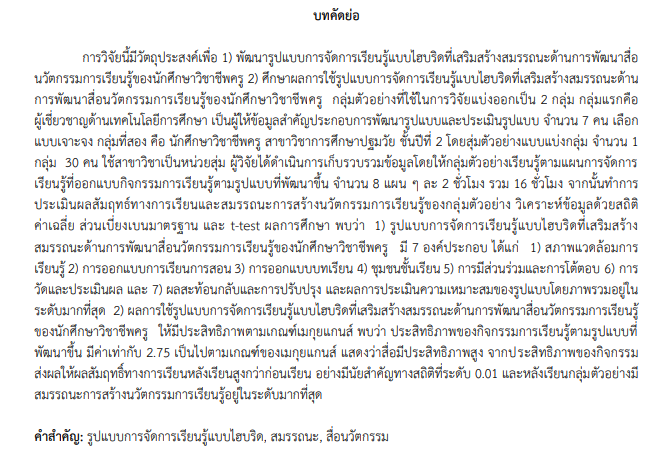 บทคัดย่อ
การวิจัยนี้มีวัตถุประสงค์เพื่อ 1) พัฒนารูปแบบการจัดการเรียนรู้แบบไฮบริดที่เสริมสร้างสมรรถนะด้านการพัฒนาสื่อ
นวัตกรรมการเรียนรู้ของนักศึกษาวิชาชีพครู 2) ศึกษาผลการใช้รูปแบบการจัดการเรียนรู้แบบไฮบริดที่เสริมสร้างสมรรถนะด้าน
การพัฒนาสื่อนวัตกรรมการเรียนรู้ของนักศึกษาวิชาชีพครู กลุ่มตัวอย่างที่ใช้ในการวิจัยแบ่งออกเป็น 2 กลุ่ม กลุ่มแรกคือ
ผู้เชี่ยวชาญด้านเทคโนโลยีการศึกษา เป็นผู้ให้ข้อมูลสำคัญประกอบการพัฒนารูปแบบและประเมินรูปแบบ จำนวน 7 คน เลือก
แบบเจาะจง กลุ่มที่สอง คือ นักศึกษาวิชาชีพครู สาขาวิชาการศึกษาปฐมวัย ชั้นปีที่ 2 โดยสุ่มตัวอย่างแบบแบ่งกลุ่ม จำนวน 1
กลุ่ม 30 คน ใช้สาขาวิชาเป็นหน่วยสุ่ม ผู้วิจัยได้ดำเนินการเก็บรวบรวมข้อมูลโดยให้กลุ่มตัวอย่างเรียนรู้ตามแผนการจัดการ
เรียนรู้ที่ออกแบบกิจกรรมการเรียนรู้ตามรูปแบบที่พัฒนาขึ้น จำนวน 8 แผน ๆ ละ 2 ชั่วโมง รวม 16 ชั่วโมง จากนั้นทำการ
ประเมินผลสัมฤทธ์ทางการเรียนและสมรรถนะการสร้างนวัตกรรมการเรียนรู้ของกลุ่มตัวอย่าง วิเคราะห์ข้อมูลด้วยสถิติ
ค่าเฉลี่ย ส่วนเบี่ยงเบนมาตรฐาน และ t-test ผลการศึกษา พบว่า 1) รูปแบบการจัดการเรียนรู้แบบไฮบริดที่เสริมสร้าง
สมรรถนะด้านการพัฒนาสื่อนวัตกรรมการเรียนรู้ของนักศึกษาวิชาชีพครู มี 7 องค์ประกอบ ได้แก่ 1) สภาพแวดล้อมการ
เรียนรู้ 2) การออกแบบการเรียนการสอน 3) การออกแบบบทเรียน 4) ชุมชนชั้นเรียน 5) การมีส่วนร่วมและการโต้ตอบ 6) การ
วัดและประเมินผล และ 7) ผลสะท้อนกลับและการปรับปรุง และผลการประเมินความเหมาะสมของรูปแบบโดยภาพรวมอยู่ใน
ระดับมากที่สุด 2) ผลการใช้รูปแบบการจัดการเรียนรู้แบบไฮบริดที่เสริมสร้างสมรรถนะด้านการพัฒนาสื่อนวัตกรรมการเรียนรู้
ของนักศึกษาวิชาชีพครู ให้มีประสิทธิภาพตามเกณฑ์เมกุยแกนส์ พบว่า ประสิทธิภาพของกิจกรรมการเรียนรู้ตามรูปแบบที่
พัฒนาขึ้น มีค่าเท่ากับ 2.75 เป็นไปตามเกณฑ์ของเมกุยแกนส์ แสดงว่าสื่อมีประสิทธิภาพสูง จากประสิทธิภาพของกิจกรรม
ส่งผลให้ผลสัมฤทธิ์ทางการเรียนหลังเรียนสูงกว่าก่อนเรียน อย่างมีนัยสำคัญทางสถิติที่ระดับ 0.01 และหลังเรียนกลุ่มตัวอย่างมี
สมรรถนะการสร้างนวัตกรรมการเรียนรู้อยู่ในระดับมากที่สุด
คำสำคัญ: รูปแบบการจัดการเรียนรู้แบบไฮบริด, สมรรถนะ, สื่อนวัตกรรม